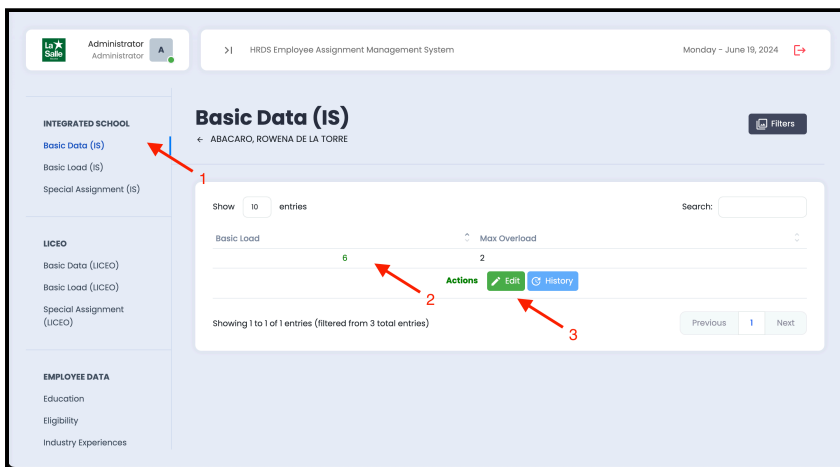 La Salle
Administrator
Administrator
A
HRDS Employee Assignment Management System
Monday - June 19, 2024
INTEGRATED SCHOOL
Basic Data (IS)
Basic Load (IS)
Special Assignment (IS)
LICEO
Basic Data (LICEO)
Basic Load (LICEO)
Special Assignment
(LICEO)
EMPLOYEE DATA
Education
Eligibility
Industry Experiences
Basic Data (IS)
← ABACARO, ROWENA DE LA TORRE
Filters
1
Show 10 entries
Search:
Basic Load Max Overload
6 2
Actions Edit History
2
3
Showing 1 to 1 of 1 entries (filtered from 3 total entries)
Previous 1 Next